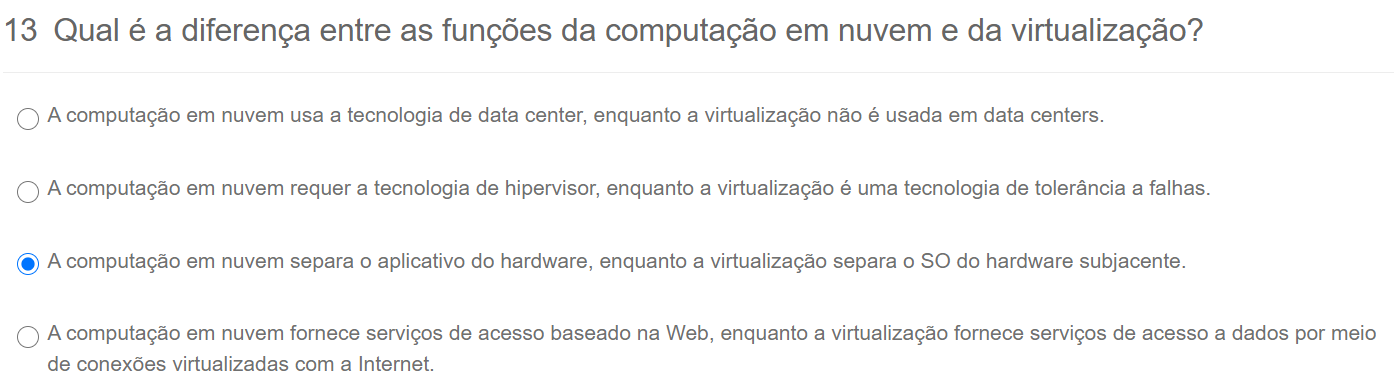 13 Qual é a diferença entre as funções da computação em nuvem e da virtualização?
A computação em nuvem usa a tecnologia de data center, enquanto a virtualização não é usada em data centers.
A computação em nuvem requer a tecnologia de hipervisor, enquanto a virtualização é uma tecnologia de tolerância a falhas.
A computação em nuvem separa o aplicativo do hardware, enquanto a virtualização separa o SO do hardware subjacente.
A computação em nuvem fornece serviços de acesso baseado na Web, enquanto a virtualização fornece serviços de acesso a dados por meio
de conexões virtualizadas com a Internet.